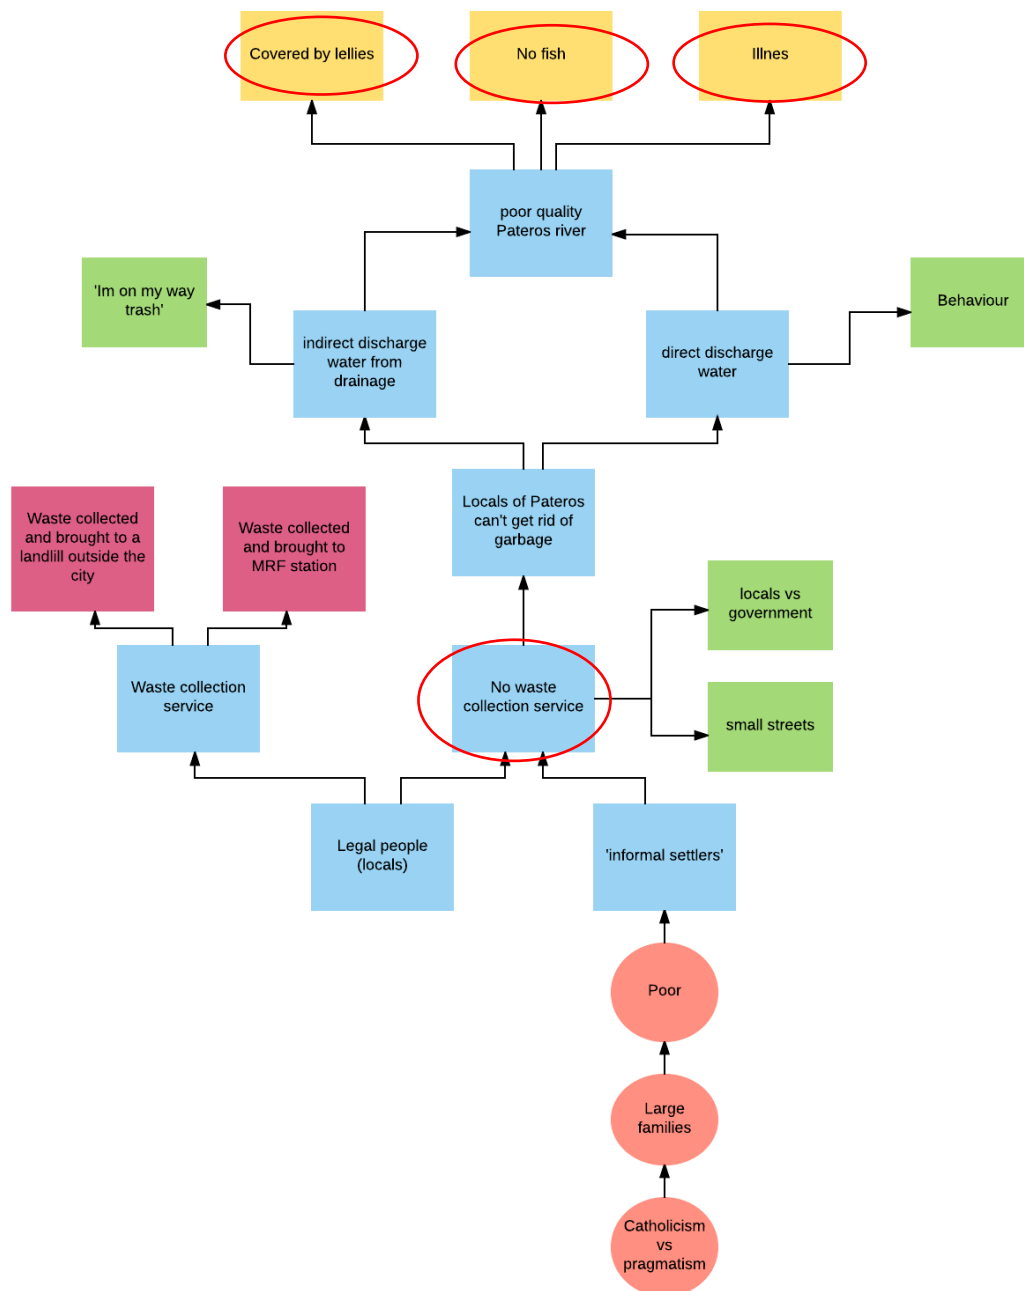 Covered by lellies
No fish
Illnes
poor quality
Pateros river
'Im on my way
trash'
Behaviour
indirect discharge
water from
drainage
direct discharge
water
Waste collected
and brought to a
landlill outside the
city
Waste collected
and brought to
MRF station
Locals of Pateros
can't get rid of
garbage
locals vs
government
Waste collection
service
No waste
collection service
small streets
Legal people
(locals)
'informal settlers'
Poor
Large
families
Catholicism
vs
pragmatism